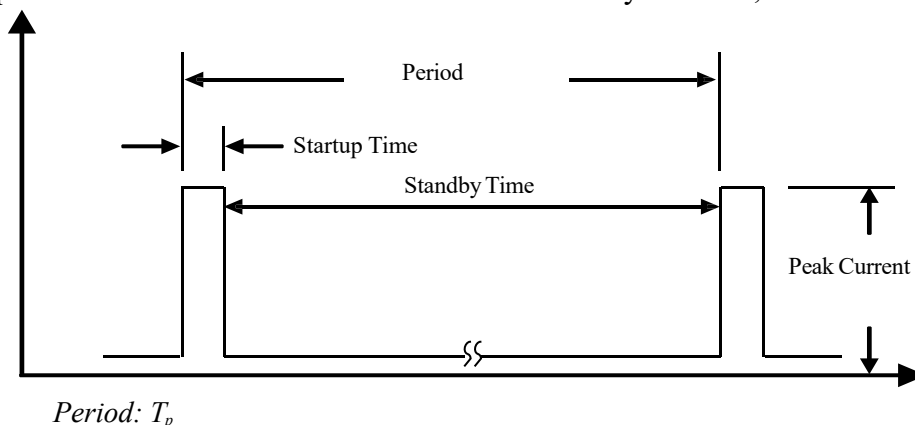 Period
Startup Time
Standby Time
Peak Current
Period: Tp